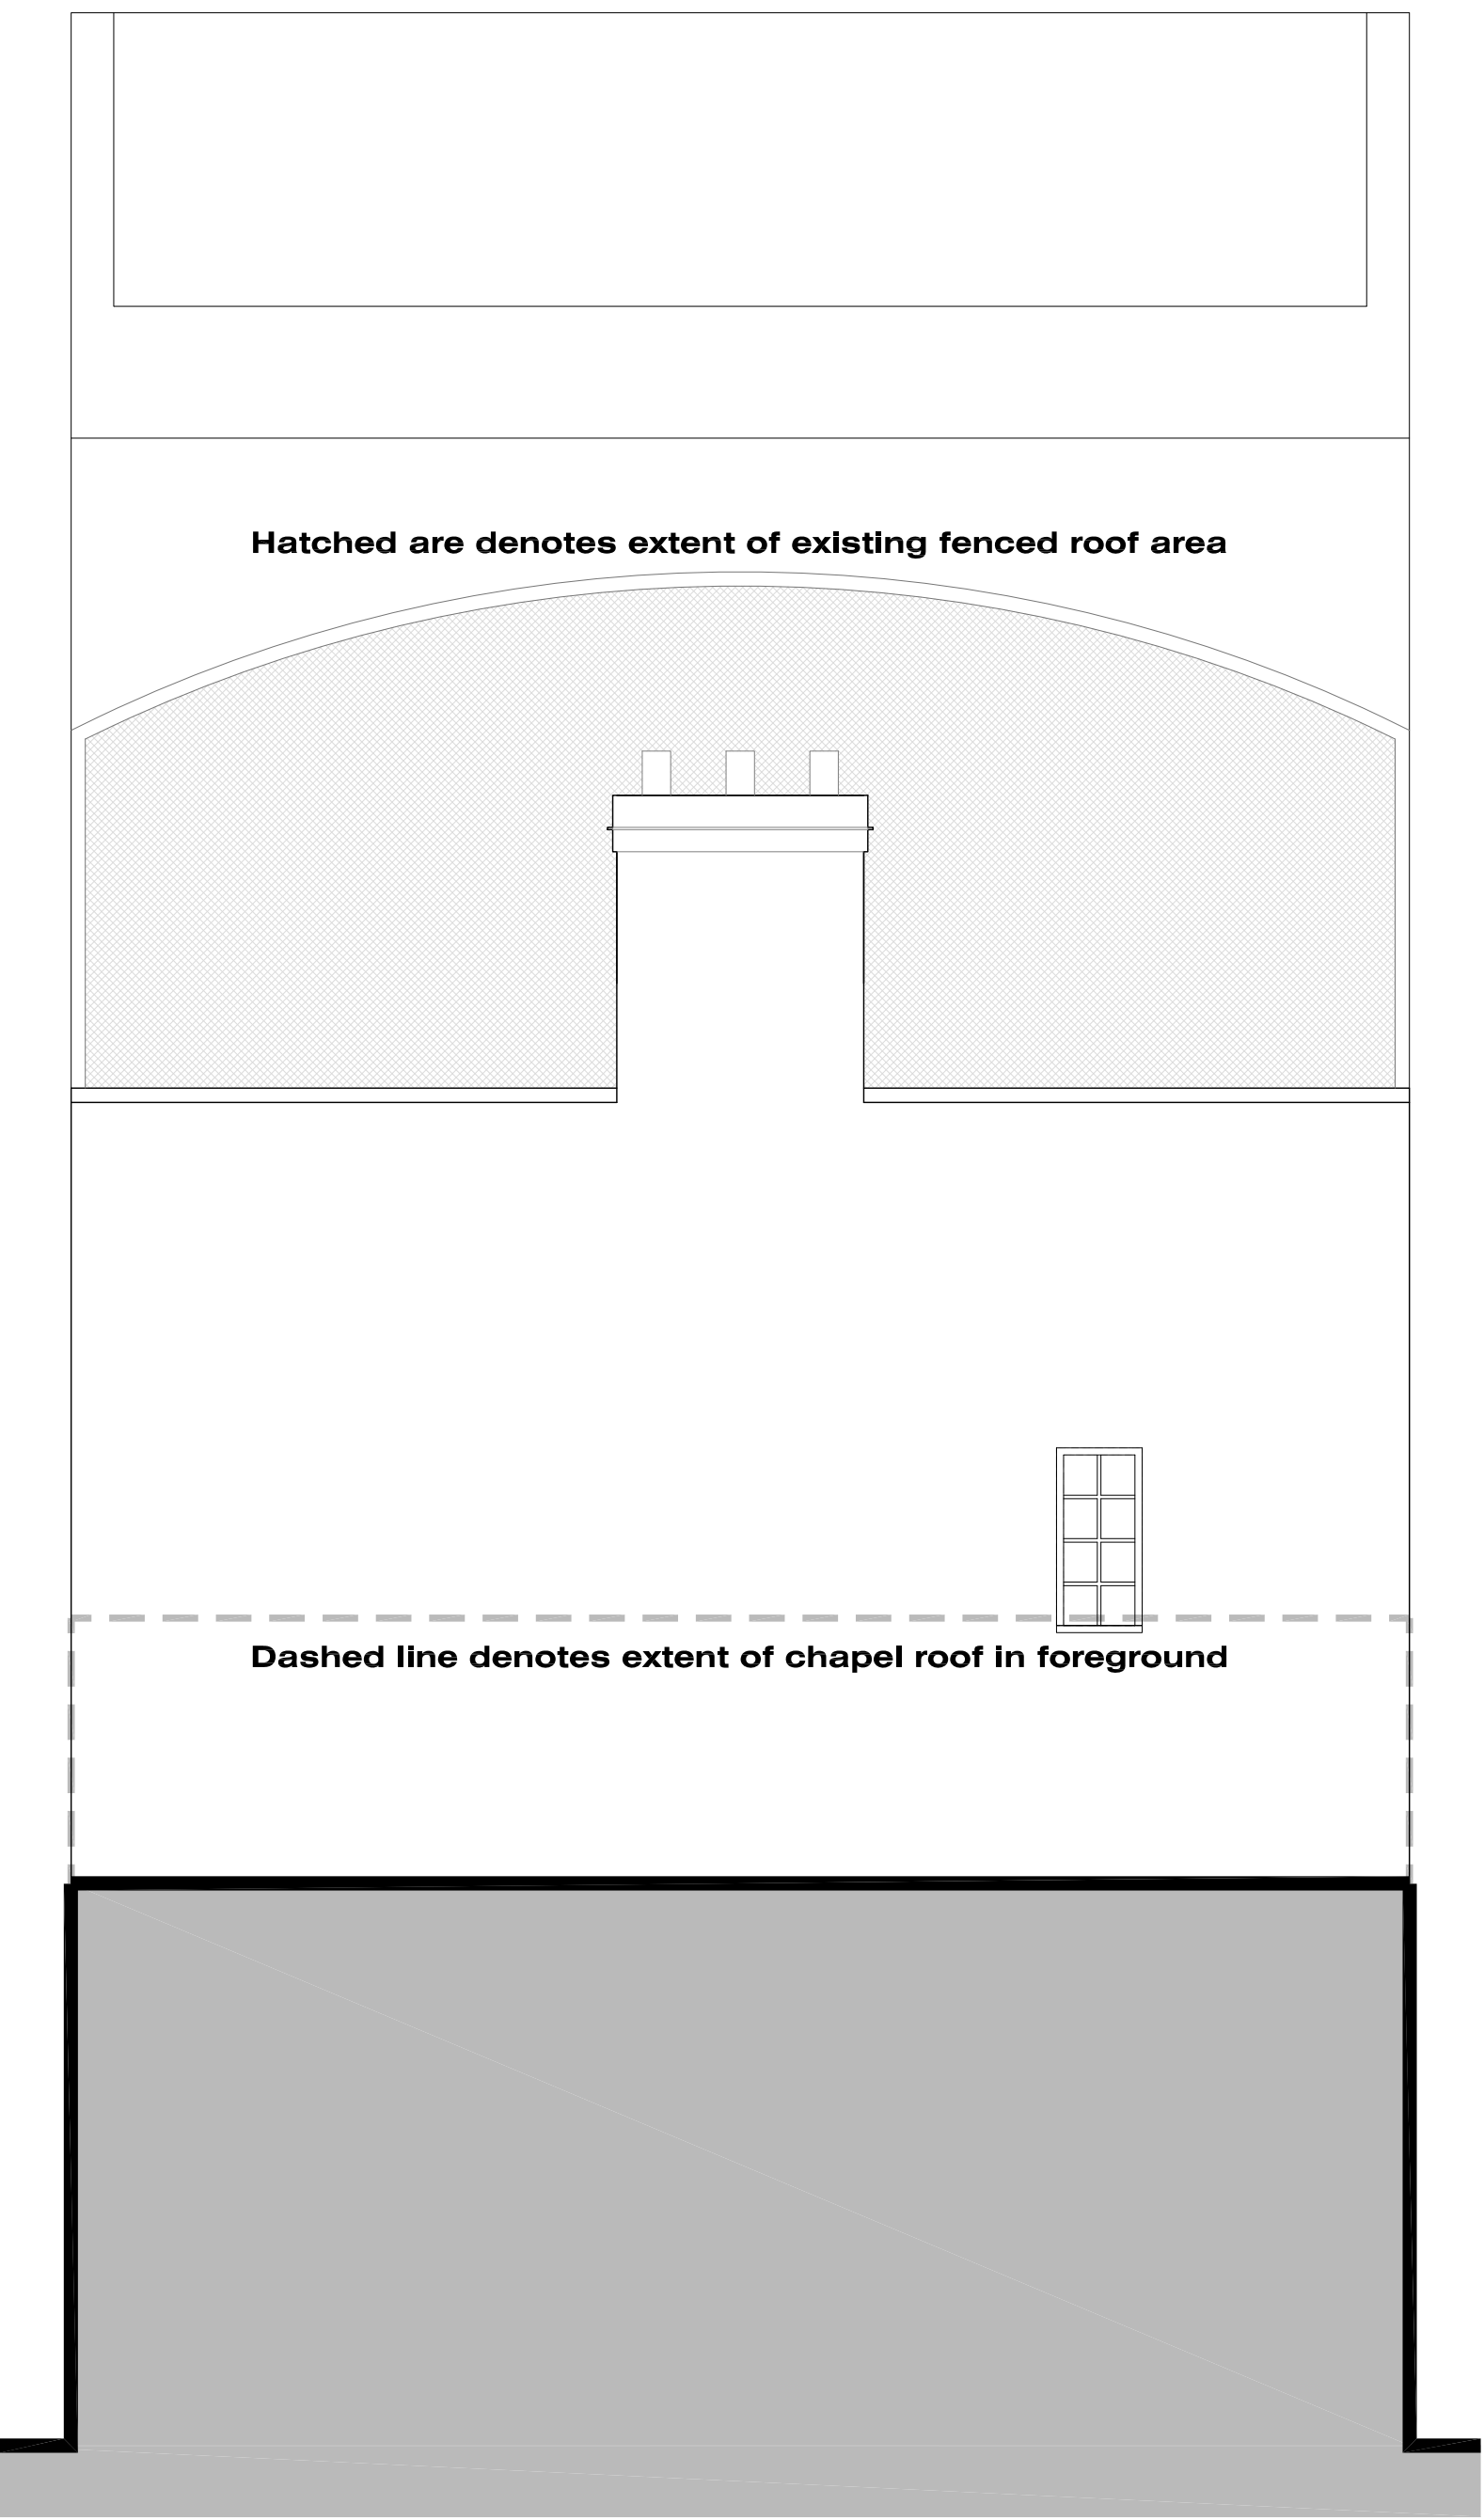 Hatched are denotes extent of existing fenced roof area
Dashed line denotes extent of chapel roof in foreground